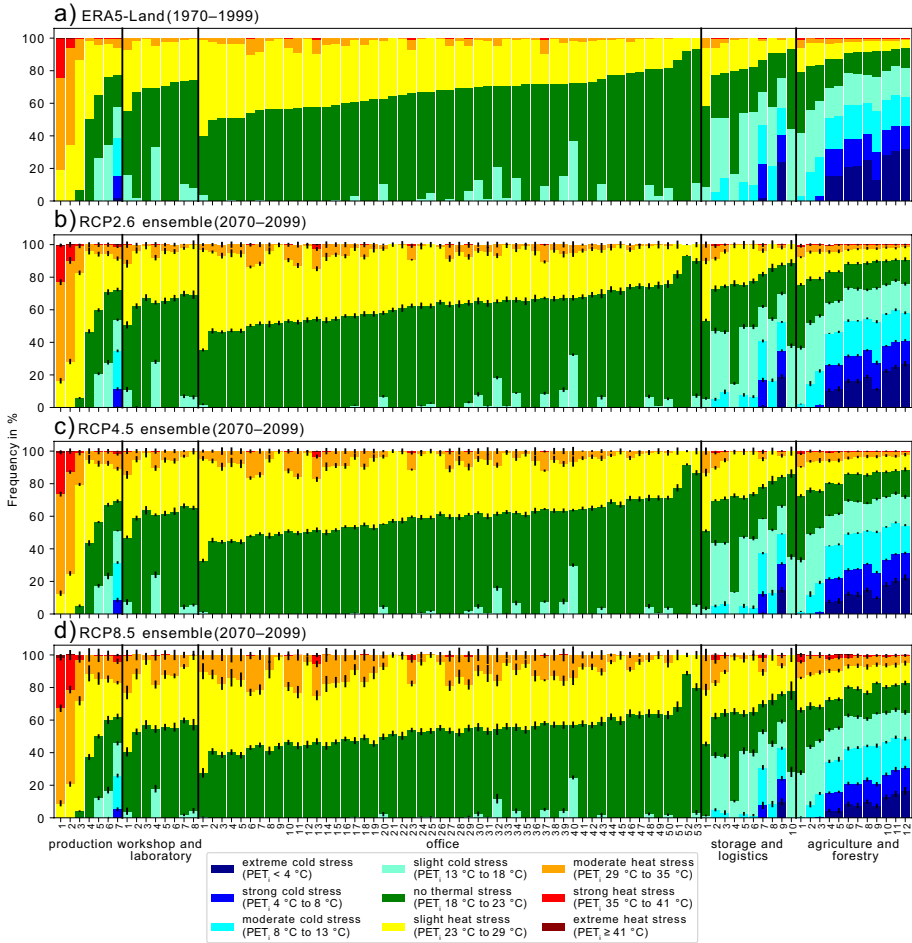 a) ERA5-Land (1970–1999)
100
80
60
40
20
0
b) RCP2.6 ensemble (2070–2099)
100
80
60
40
20
0
c) RCP4.5 ensemble (2070–2099)
100
80
60
40
20
0
Frequency in %
d) RCP8.5 ensemble (2070–2099)
100
80
60
40
20
0
1 2 3 4 5 6 7 1 2 3 4 5 6 7 8 1 2 3 4 5 6 7 8 9 10 11 12 13 14 15 16 17 18 19 20 21 22 23 24 25 26 27 28 29 30 31 32 33 34 35 36 37 38 39 40 41 42 43 44 45 46 47 48 49 50 51 52 53 1 2 3 4 5 6 7 8 9 10 1 2 3 4 5 6 7 8 9 10 11 12
production workshop and office storage and agriculture and
laboratory logistics forestry
extreme cold stress
(PETᵢ < 4 °C)
strong cold stress
(PETᵢ 4 °C to 8 °C)
moderate cold stress
(PETᵢ 8 °C to 13 °C)
slight cold stress
(PETᵢ 13 °C to 18 °C)
no thermal stress
(PETᵢ 18 °C to 23 °C)
slight heat stress
(PETᵢ 23 °C to 29 °C)
moderate heat stress
(PETᵢ 29 °C to 35 °C)
strong heat stress
(PETᵢ 35 °C to 41 °C)
extreme heat stress
(PETᵢ ≥ 41 °C)